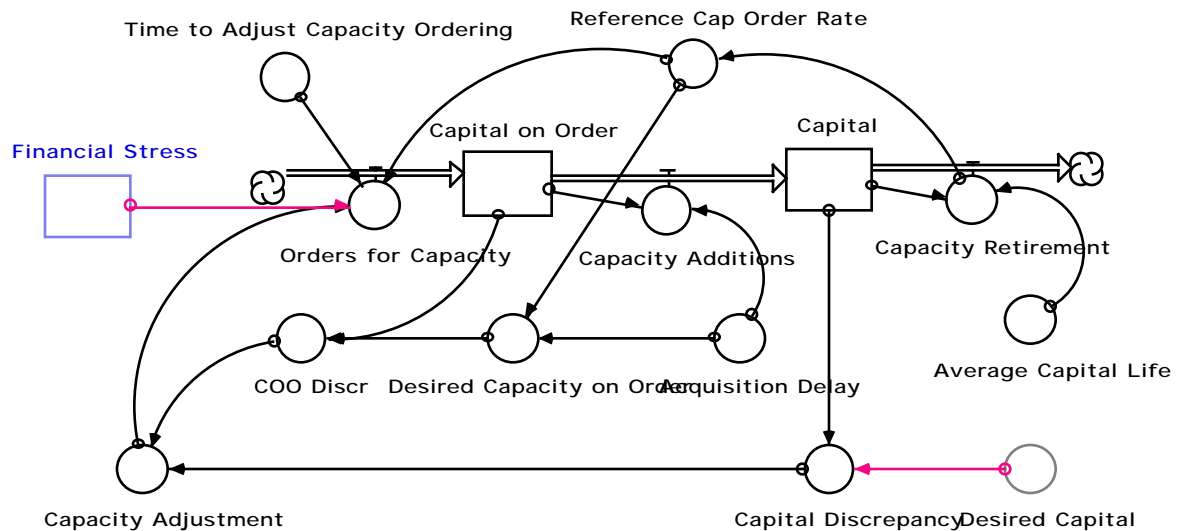 Reference Cap Order Rate
Time to Adjust Capacity Ordering
Capital on Order
Capital
Financial Stress
Orders for Capacity
Capacity Additions
Capacity Retirement
COO Discr
Desired Capacity on Order
Acquisition Delay
Average Capital Life
Capacity Adjustment
Capital Discrepancy
Desired Capital